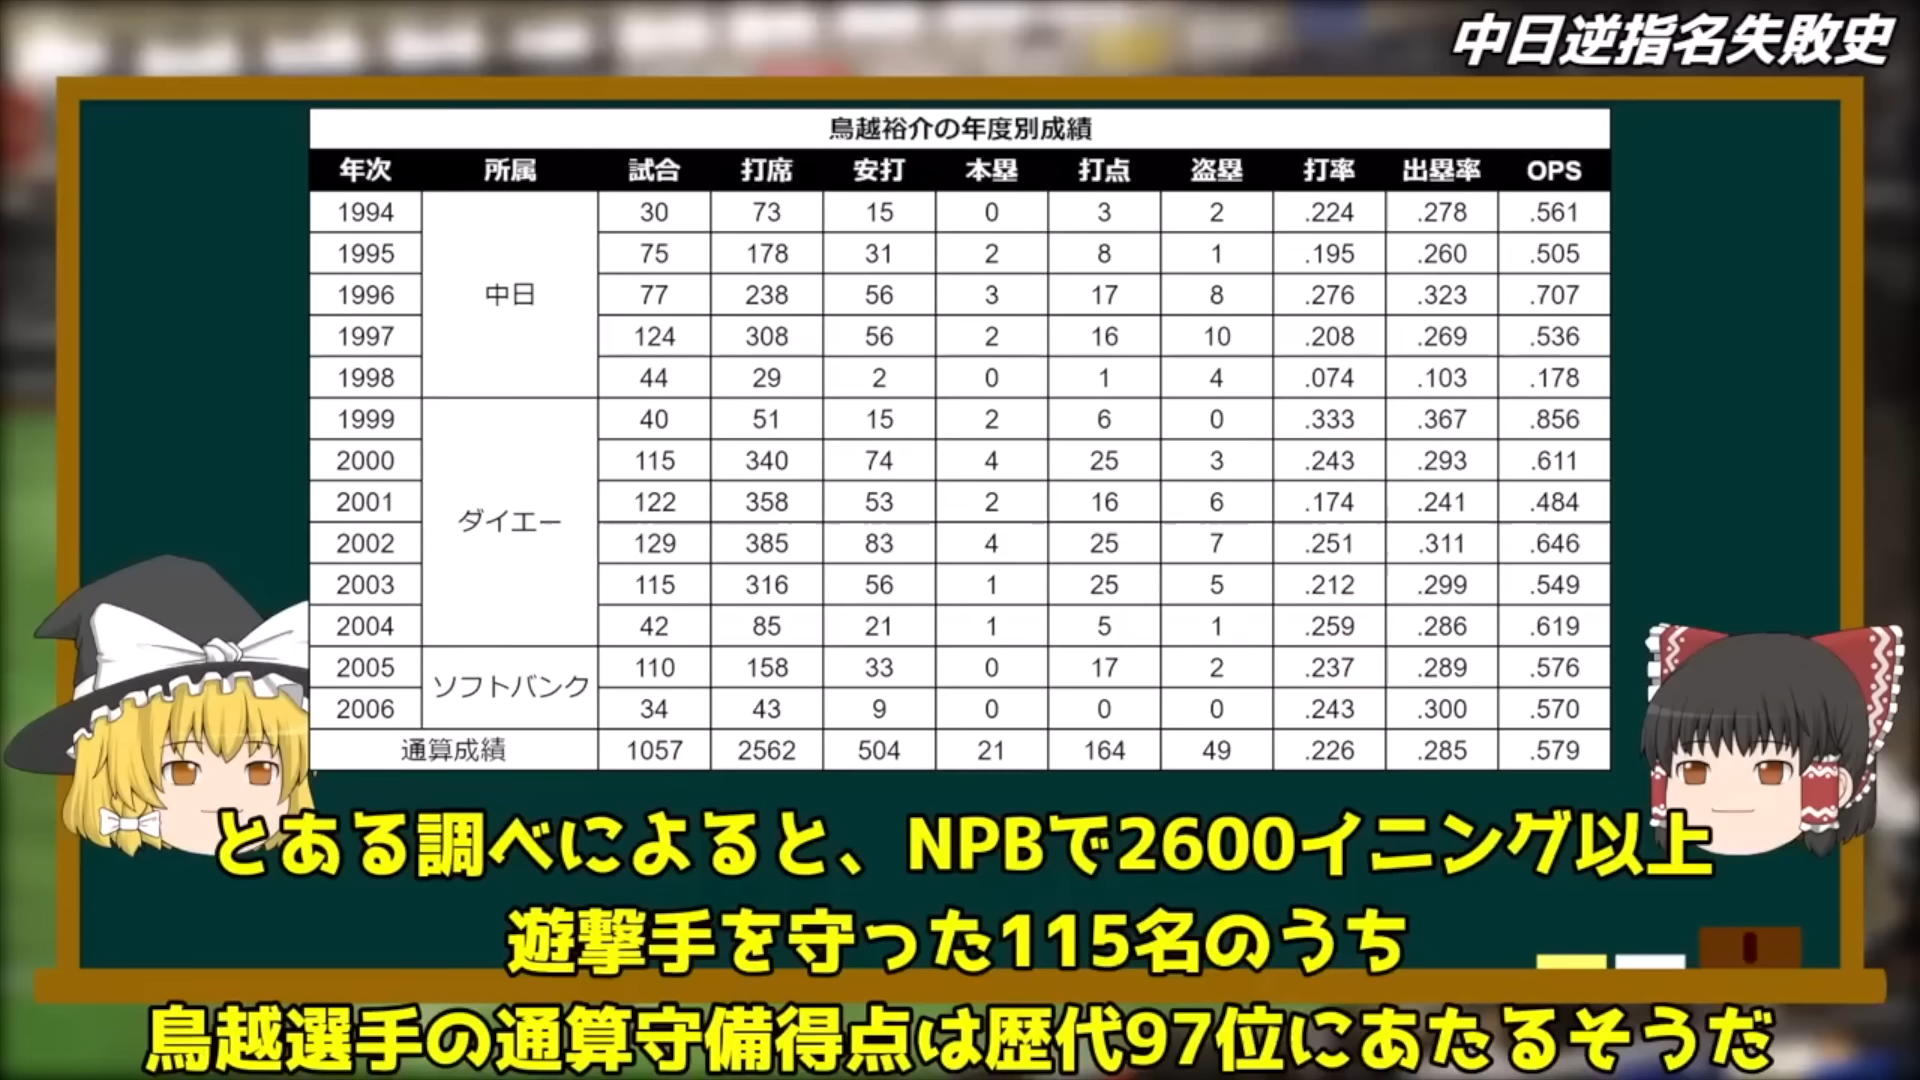 中日逆指名失敗史
鳥越裕介の年度別成績
年次 所属 試合 打席 安打 本塁 打点 盗塁 打率 出塁率 OPS
1994 中日 30 73 15 0 3 2 .224 .278 .561
1995 75 178 31 2 8 1 .195 .260 .505
1996 77 238 56 3 17 8 .276 .323 .707
1997 124 308 56 2 16 10 .208 .269 .536
1998 44 29 2 0 1 4 .074 .103 .178
1999 ダイエー 40 51 15 2 6 0 .333 .367 .856
2000 115 340 74 4 25 3 .243 .293 .611
2001 122 358 53 2 16 6 .174 .241 .484
2002 129 385 83 4 25 7 .251 .311 .646
2003 115 316 56 1 25 5 .212 .299 .549
2004 42 85 21 1 5 1 .259 .286 .619
2005 ソフトバンク 110 158 33 0 17 2 .237 .289 .576
2006 34 43 9 0 0 0 .243 .300 .570
通算成績 1057 2562 504 21 164 49 .226 .285 .579
とある調べによると、NPBで2600イニング以上
遊撃手を守った115名のうち
鳥越選手の通算守備得点は歴代97位にあたるそうだ